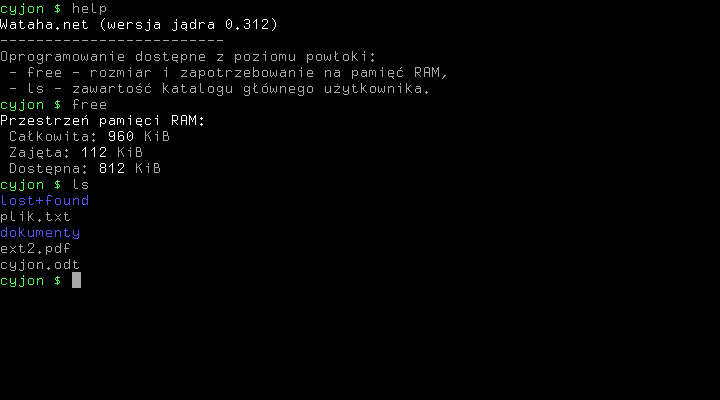 cyjon $ help
Wataha.net (wersja jądra 0.312)
-------------------------
Oprogramowanie dostępne z poziomu powłoki:
 - free - rozmiar i zapotrzebowanie na pamięć RAM,
 - ls - zawartość katalogu głównego użytkownika.
cyjon $ free
Przestrzeń pamięci RAM:
 Całkowita: 960 KiB
 Zajęta: 112 KiB
 Dostępna: 812 KiB
cyjon $ ls
lost+found
plik.txt
dokumenty
ext2.pdf
cyjon.odt
cyjon $